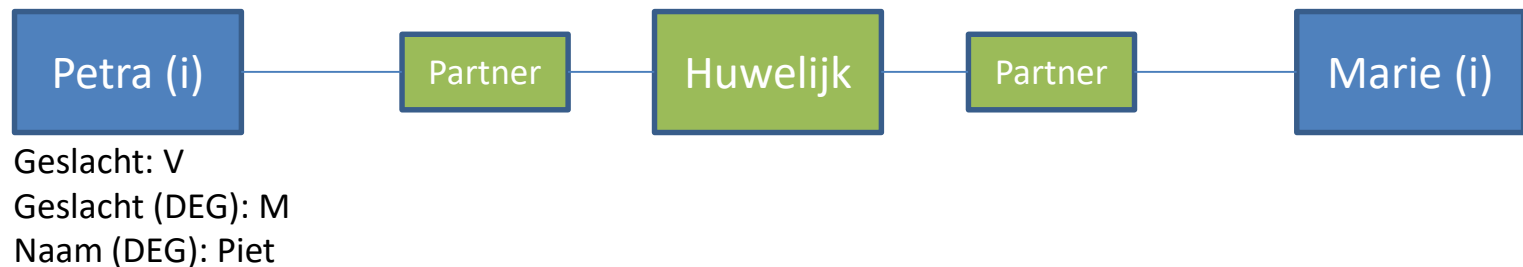 Petra (i) Partner Huwelijk Partner Marie (i)
Geslacht: V
Geslacht (DEG): M
Naam (DEG): Piet